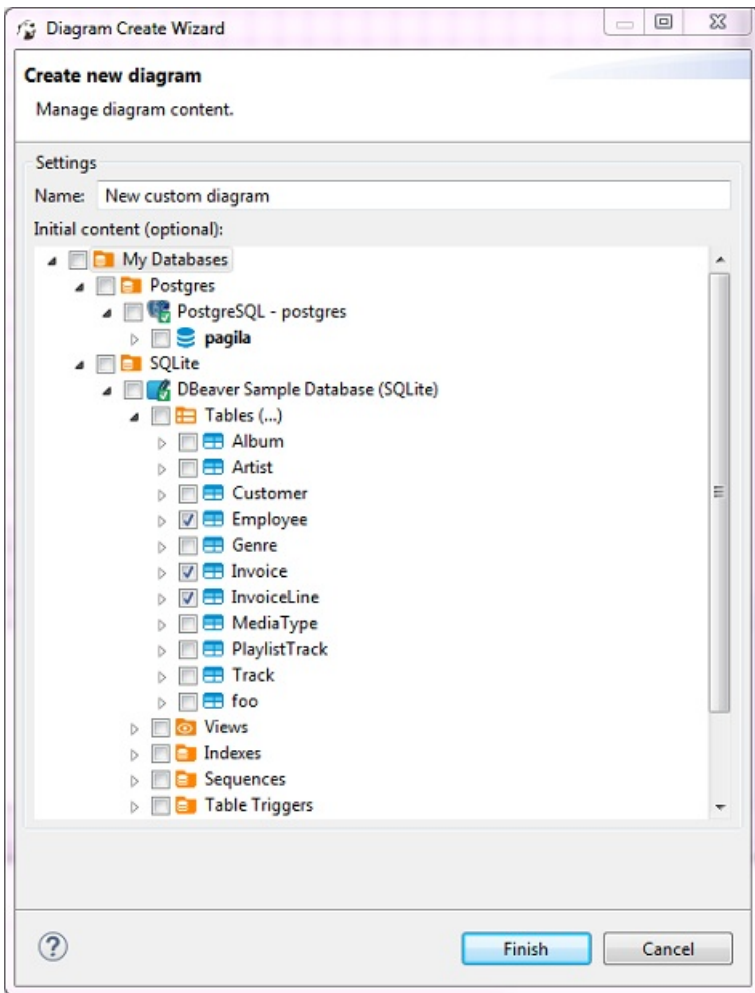 Diagram Create Wizard
Create new diagram
Manage diagram content.
Settings
Name: New custom diagram
Initial content (optional):
My Databases
Postgres
PostgreSQL - postgres
pagila
SQLite
DBeaver Sample Database (SQLite)
Tables (...)
Album
Artist
Customer
Employee
Genre
Invoice
InvoiceLine
MediaType
PlaylistTrack
Track
foo
Views
Indexes
Sequences
Table Triggers
Finish Cancel